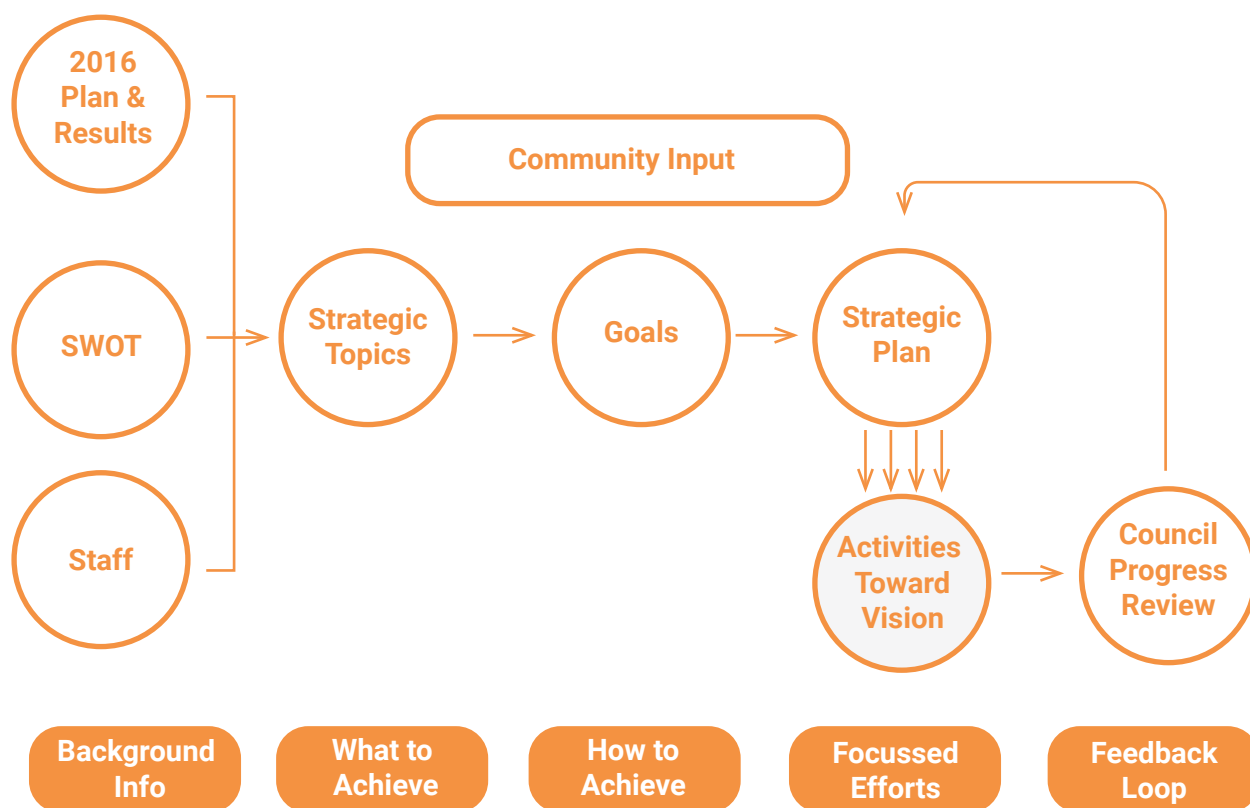 2016
Plan &
Results
Community Input
SWOT
Strategic
Topics
Goals
Strategic
Plan
Staff
Activities
Toward
Vision
Council
Progress
Review
Background
Info
What to
Achieve
How to
Achieve
Focussed
Efforts
Feedback
Loop